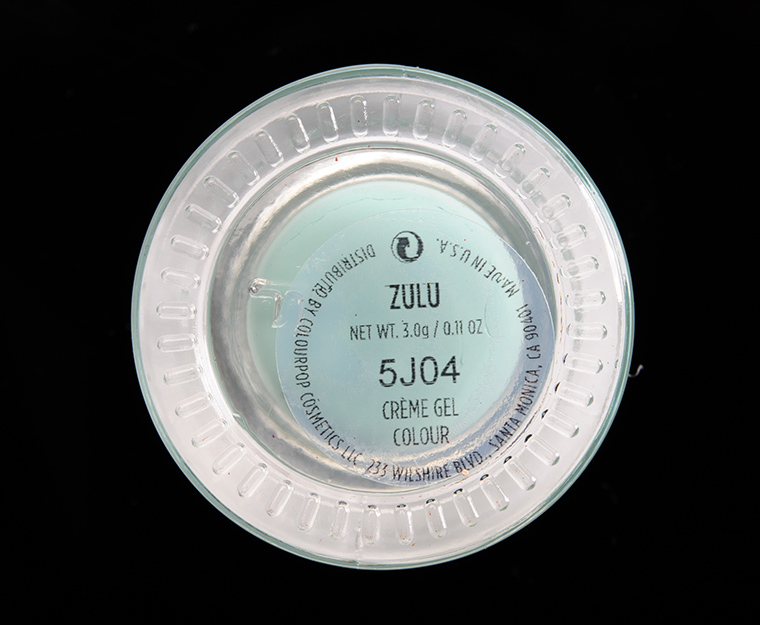 ZULU
NET WT. 3.0g / 0.11 OZ
5J04
CRÈME GEL
COLOUR
DISTRIBUTED BY COLOURPOP COSMETICS LLC 233 WILSHIRE BLVD., SANTA MONICA, CA 90401 MADE IN U.S.A.